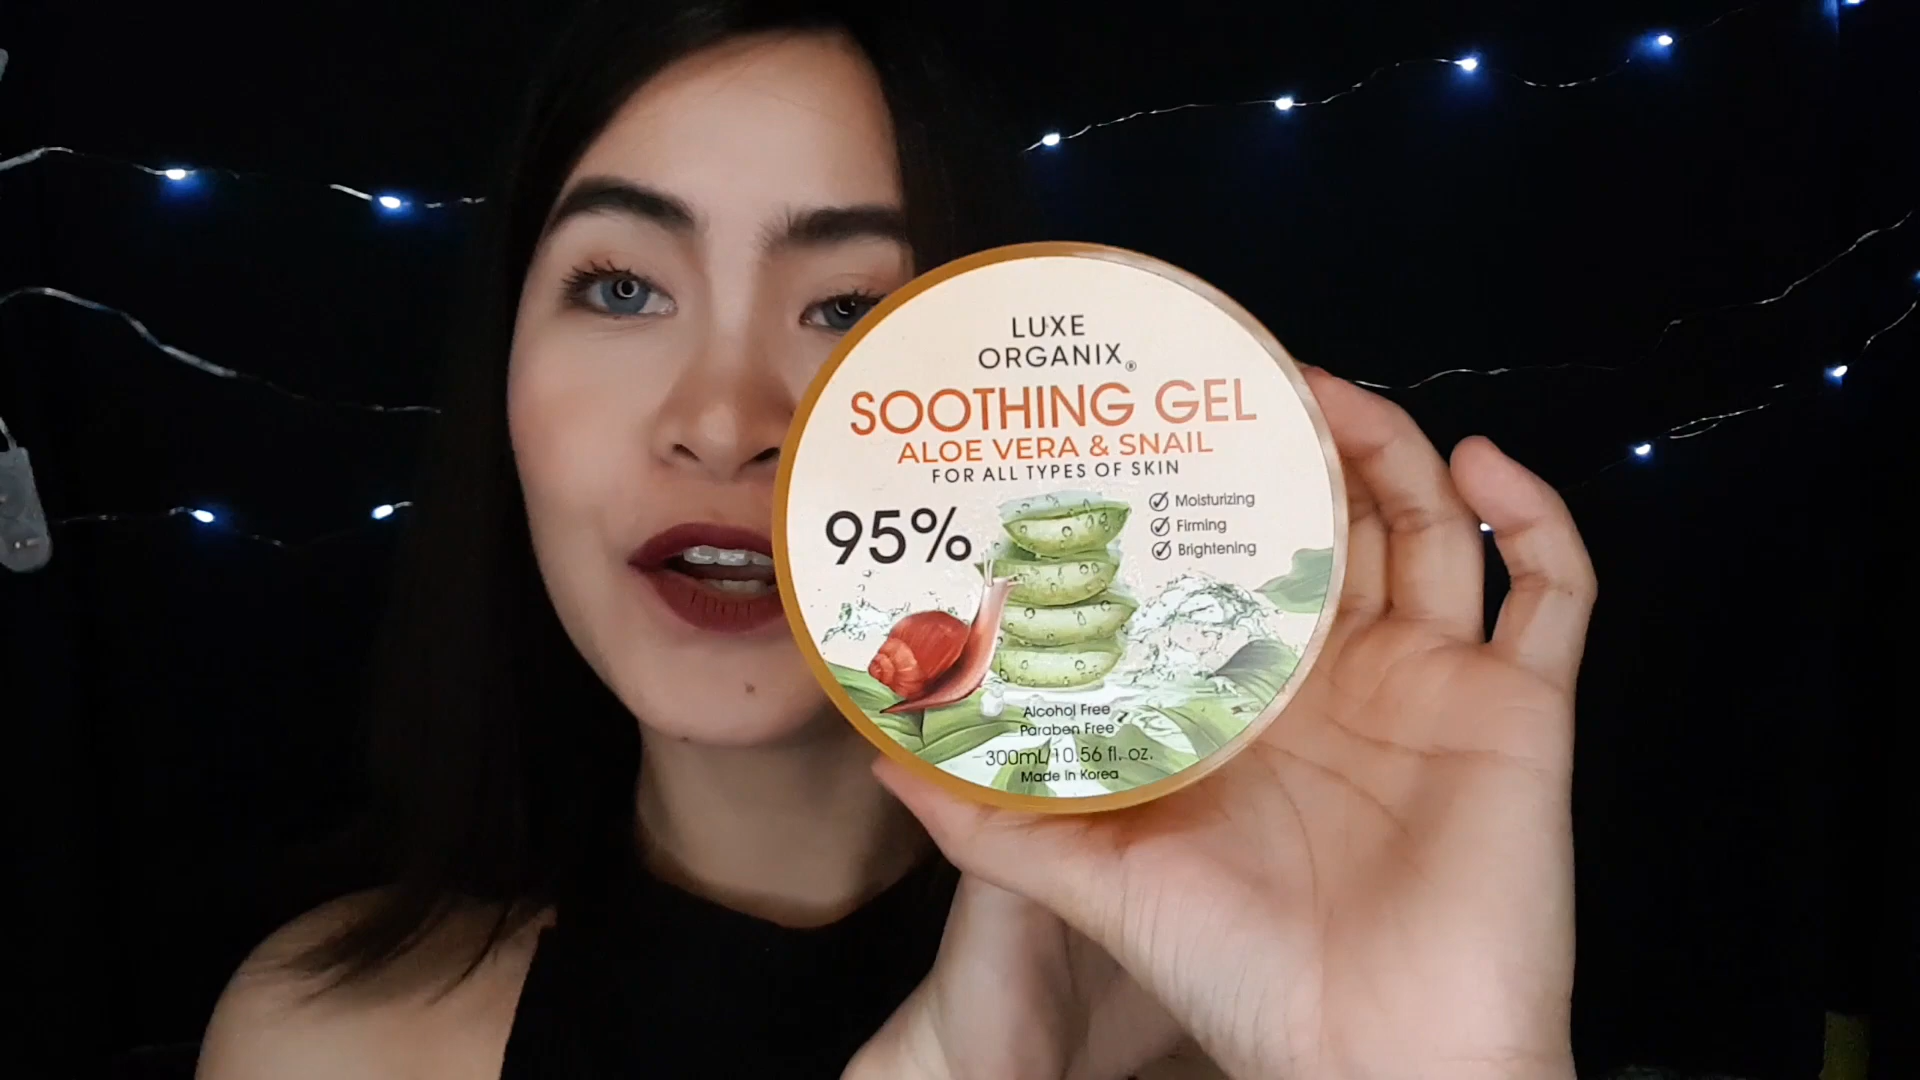 LUXE
ORGANIX®
SOOTHING GEL
ALOE VERA & SNAIL
FOR ALL TYPES OF SKIN
95%
Moisturizing
Firming
Brightening
Alcohol Free
Paraben Free
300mL/10.56 fl. oz.
Made In Korea